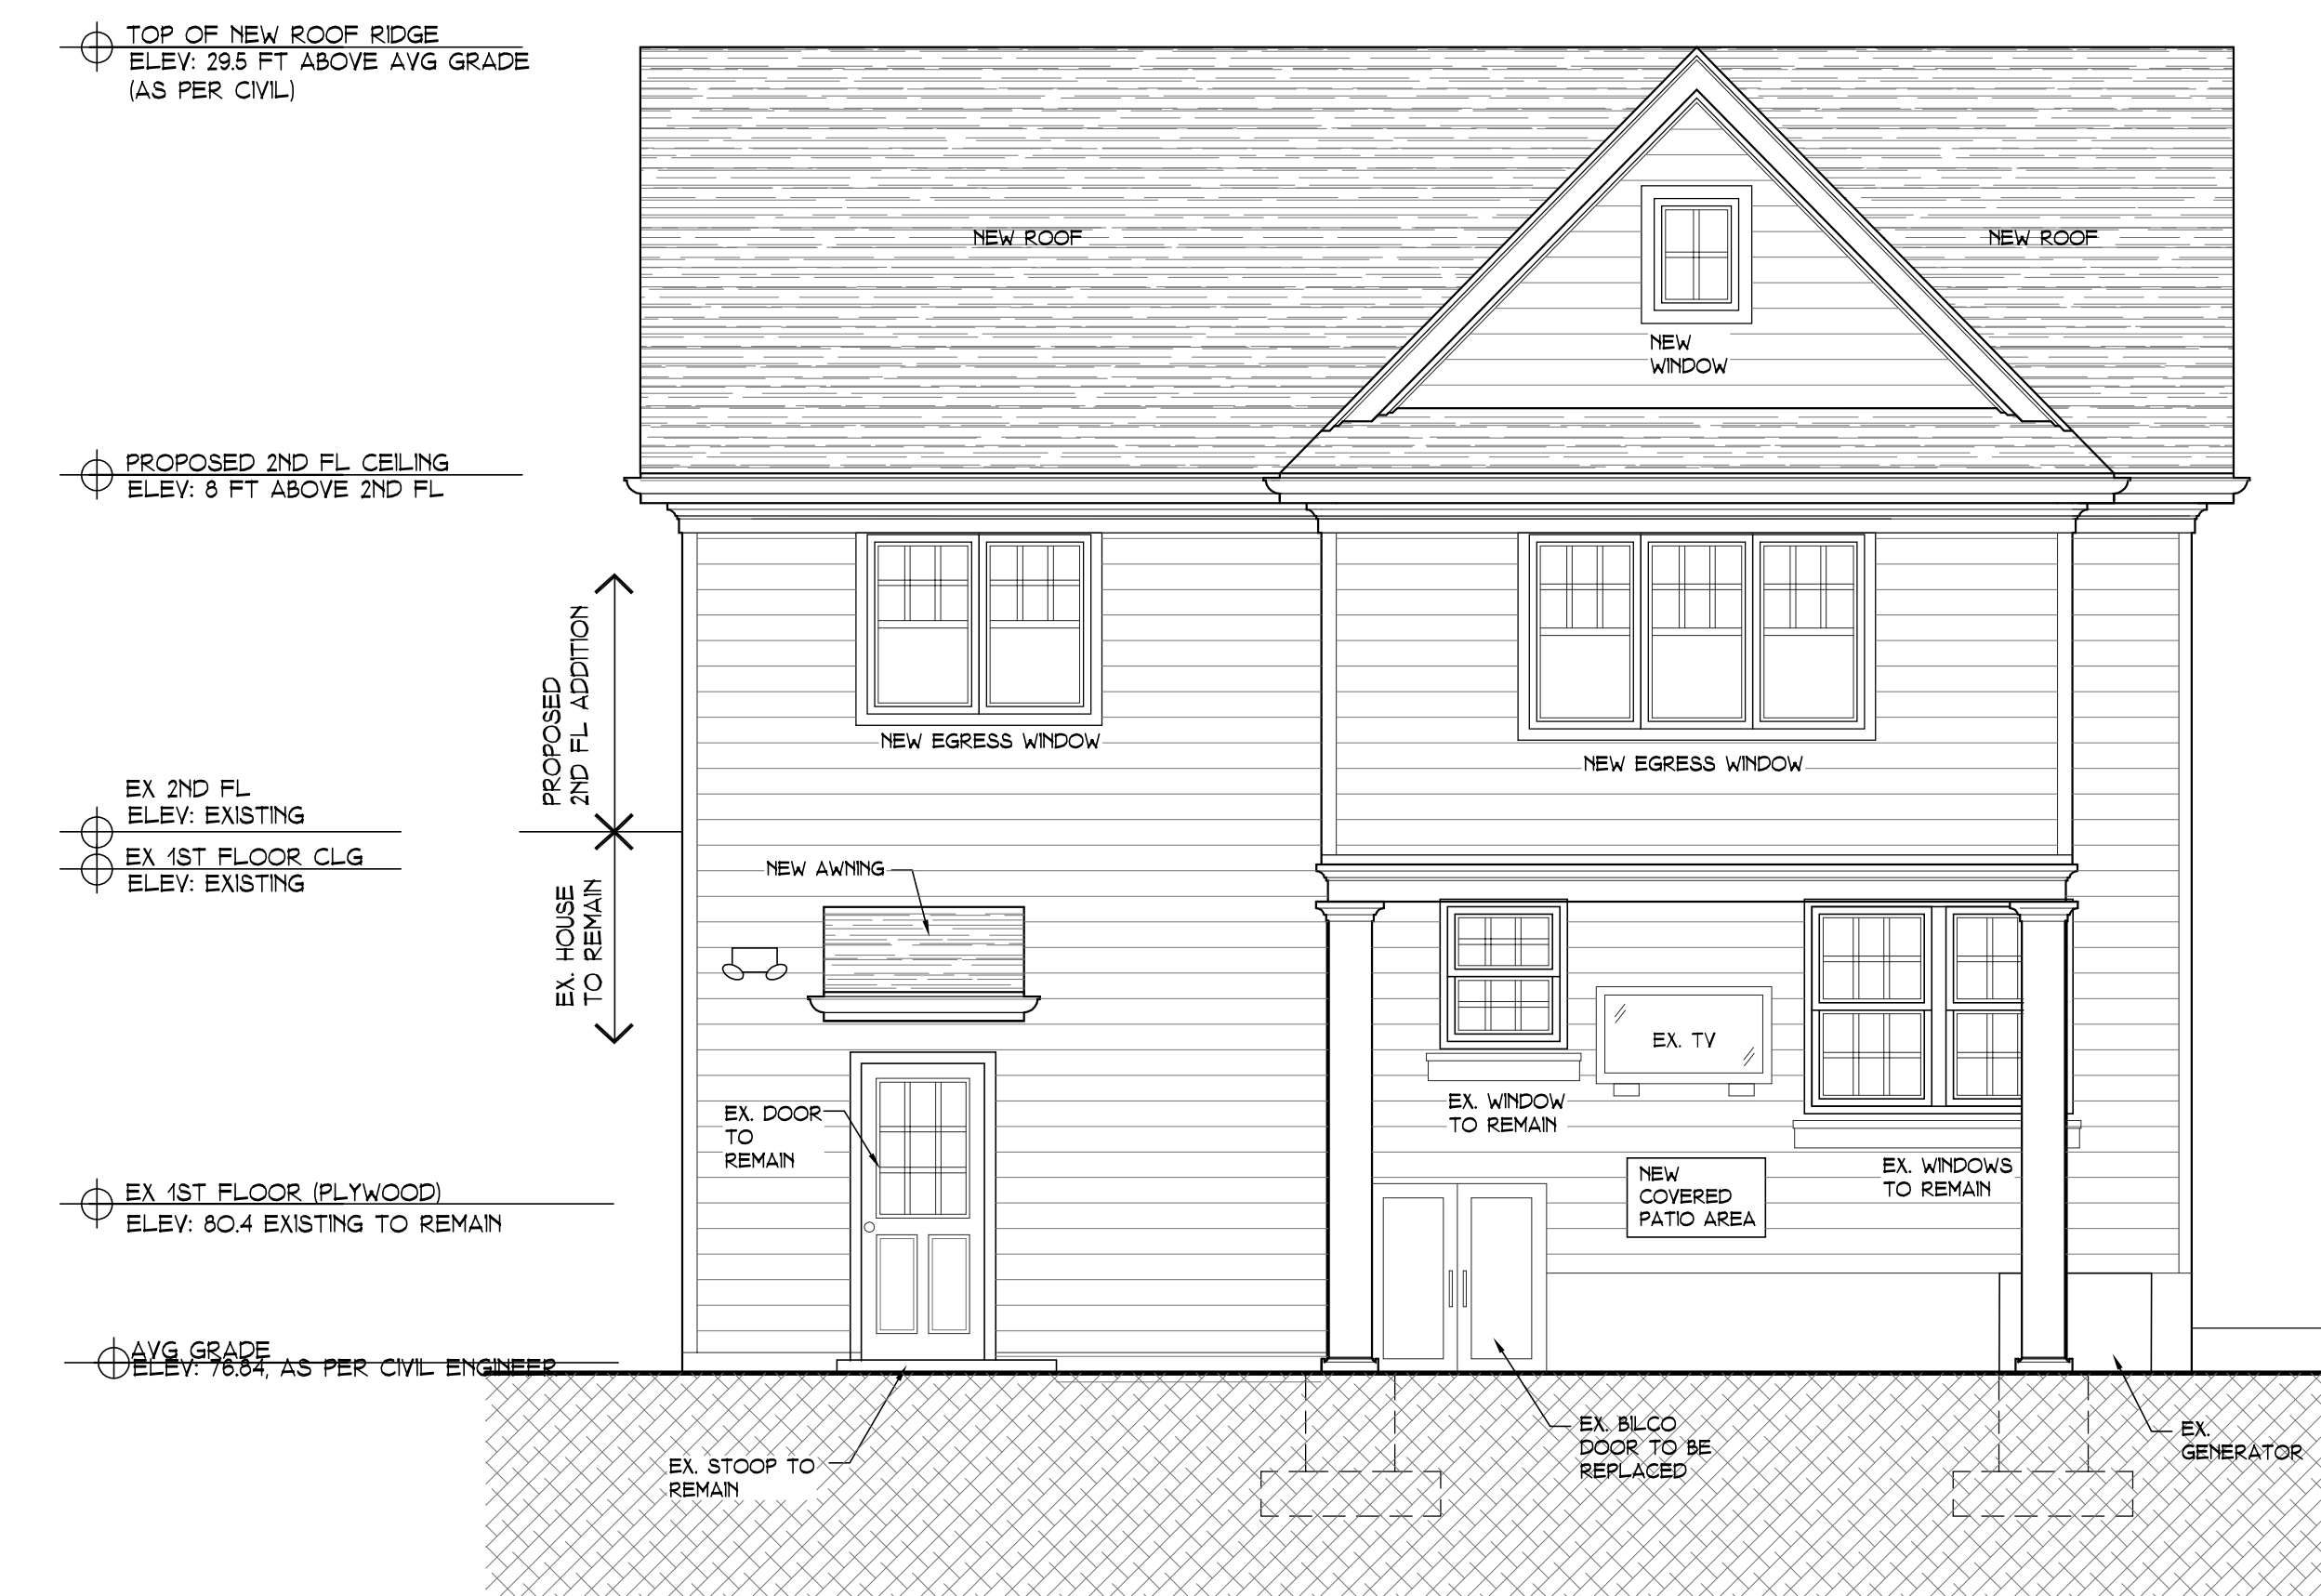 TOP OF NEW ROOF RIDGE
ELEV: 29.5 FT ABOVE AVG GRADE
(AS PER CIVIL)
NEW ROOF
NEW ROOF
NEW
WINDOW
PROPOSED 2ND FL CEILING
ELEV: 8 FT ABOVE 2ND FL
PROPOSED
2ND FL ADDITION
NEW EGRESS WINDOW
NEW EGRESS WINDOW
EX 2ND FL
ELEV: EXISTING
EX 1ST FLOOR CLG
ELEV: EXISTING
EX. HOUSE
TO REMAIN
NEW AWNING
EX. TV
EX. DOOR
TO
REMAIN
EX. WINDOW
TO REMAIN
EX. WINDOWS
TO REMAIN
NEW
COVERED
PATIO AREA
EX 1ST FLOOR (PLYWOOD)
ELEV: 80.4 EXISTING TO REMAIN
AVG GRADE
ELEV: 76.84, AS PER CIVIL ENGINEER
EX. STOOP TO
REMAIN
EX. BILCO
DOOR TO BE
REPLACED
EX.
GENERATOR